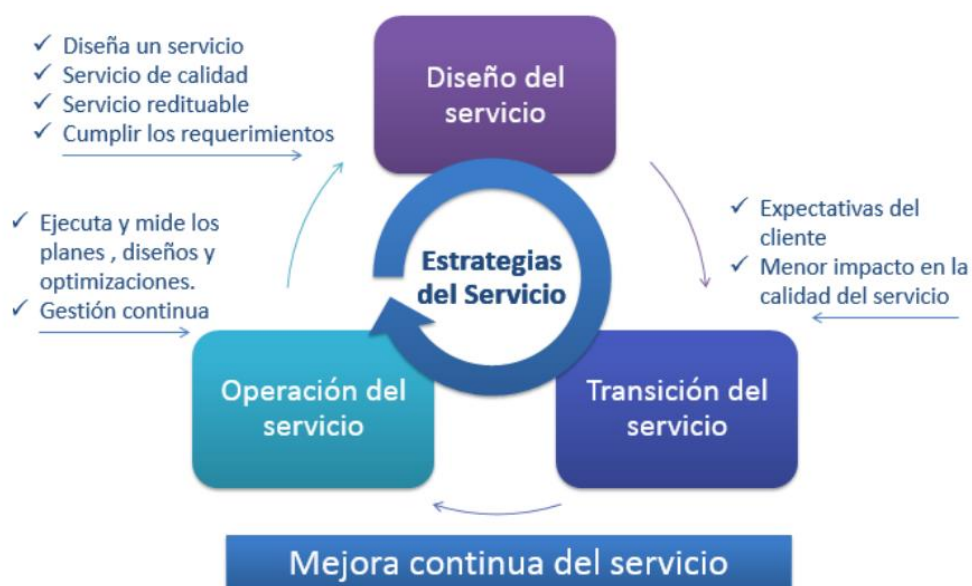 ✓ Diseña un servicio
✓ Servicio de calidad
✓ Servicio redituable
✓ Cumplir los requerimientos
Diseño del
servicio
✓ Ejecuta y mide los
planes , diseños y
optimizaciones.
✓ Gestión continua
Estrategias
del Servicio
✓ Expectativas del
cliente
✓ Menor impacto en la
calidad del servicio
Operación del
servicio
Transición del
servicio
Mejora continua del servicio